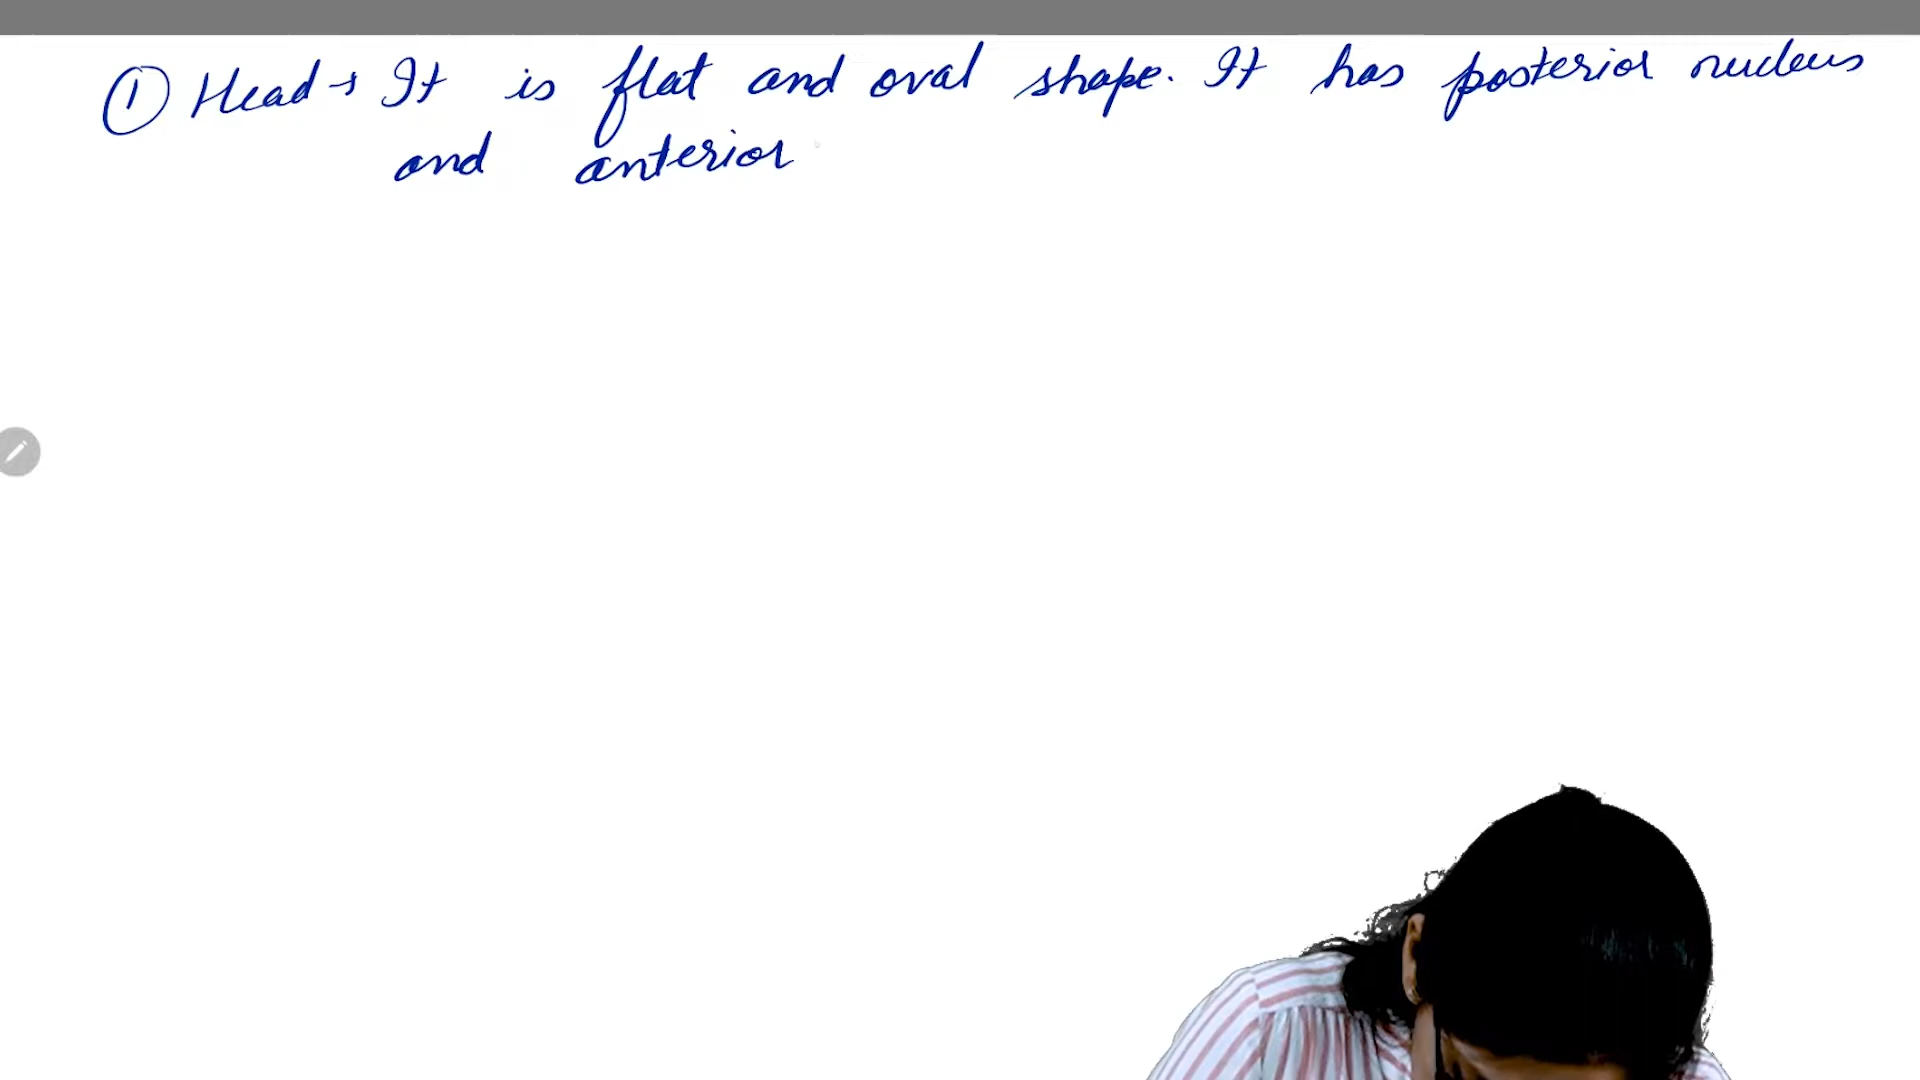 ① Head → It is flat and oval shape. It has posterior nucleus
and anterior